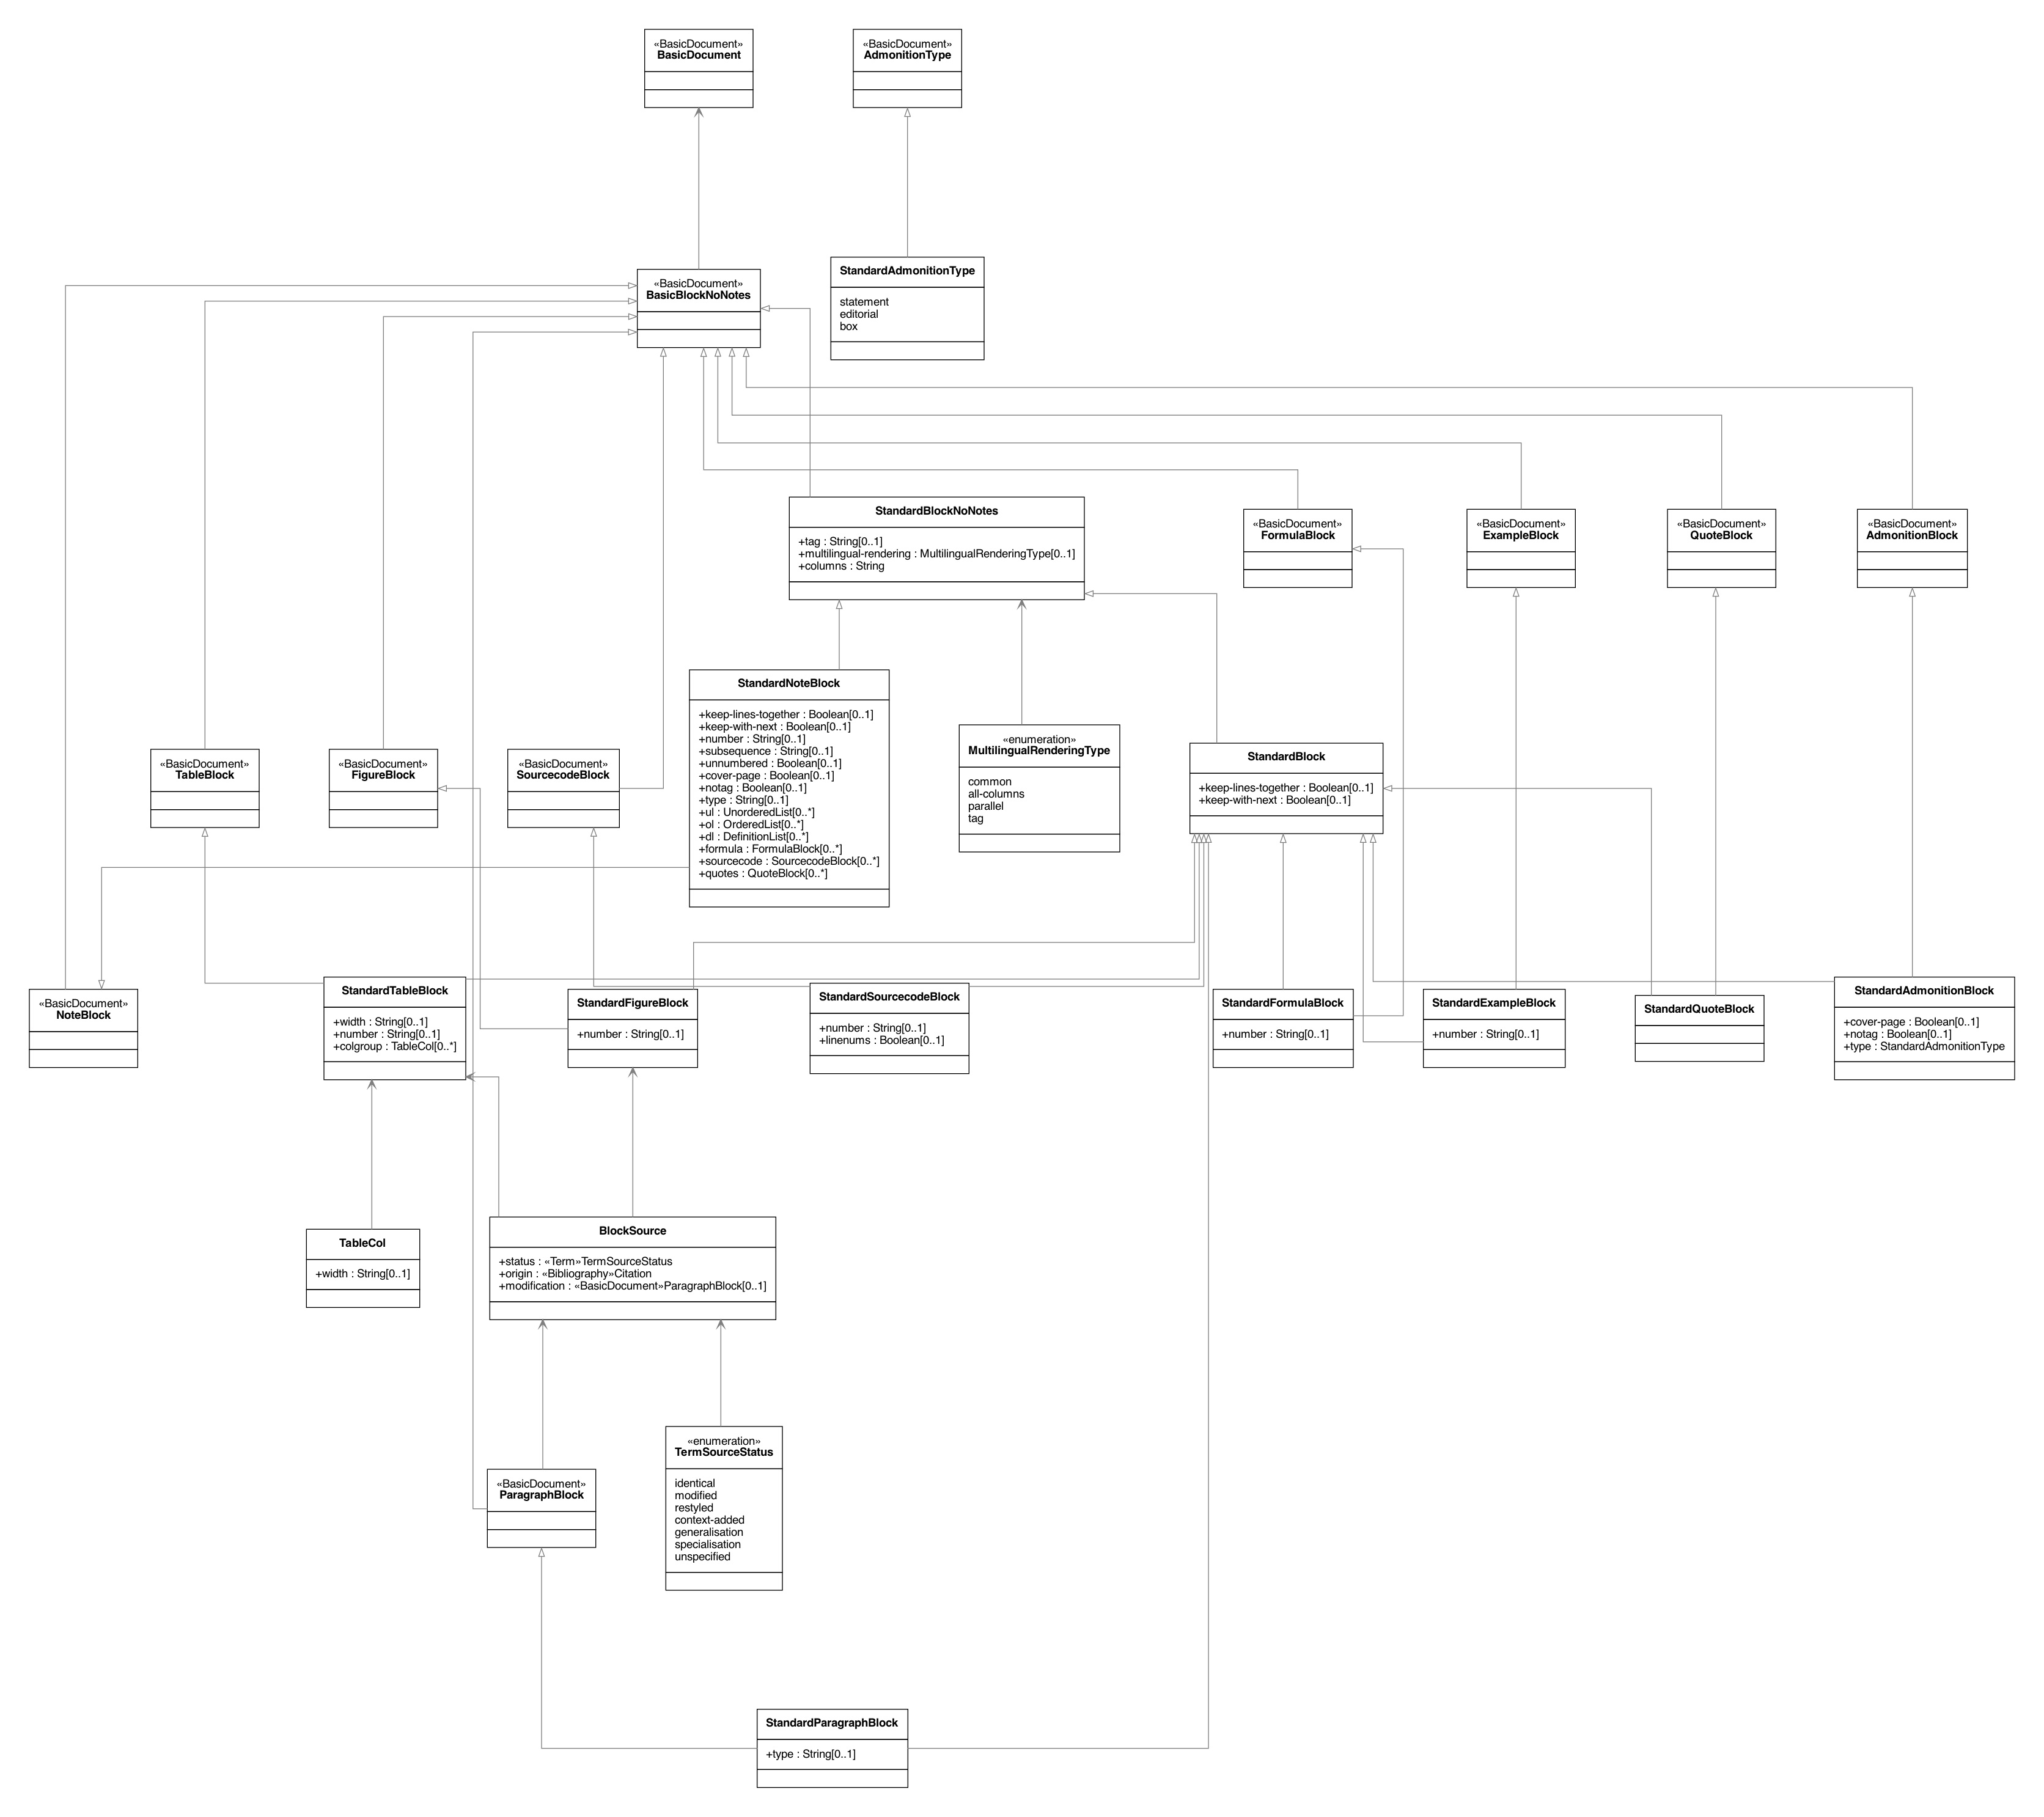 «BasicDocument»
BasicDocument
«BasicDocument»
AdmonitionType
«BasicDocument»
BasicBlockNoNotes
StandardAdmonitionType
statement
editorial
box
StandardBlockNoNotes
+tag : String[0..1]
+multilingual-rendering : MultilingualRenderingType[0..1]
+columns : String
«BasicDocument»
FormulaBlock
«BasicDocument»
ExampleBlock
«BasicDocument»
QuoteBlock
«BasicDocument»
AdmonitionBlock
«BasicDocument»
TableBlock
«BasicDocument»
FigureBlock
«BasicDocument»
SourcecodeBlock
StandardNoteBlock
+keep-lines-together : Boolean[0..1]
+keep-with-next : Boolean[0..1]
+number : String[0..1]
+subsequence : String[0..1]
+unnumbered : Boolean[0..1]
+cover-page : Boolean[0..1]
+notag : Boolean[0..1]
+type : String[0..1]
+ul : UnorderedList[0..*]
+ol : OrderedList[0..*]
+dl : DefinitionList[0..*]
+formula : FormulaBlock[0..*]
+sourcecode : SourcecodeBlock[0..*]
+quotes : QuoteBlock[0..*]
«enumeration»
MultilingualRenderingType
common
all-columns
parallel
tag
StandardBlock
+keep-lines-together : Boolean[0..1]
+keep-with-next : Boolean[0..1]
«BasicDocument»
NoteBlock
StandardTableBlock
+width : String[0..1]
+number : String[0..1]
+colgroup : TableCol[0..*]
StandardFigureBlock
+number : String[0..1]
StandardSourcecodeBlock
+number : String[0..1]
+linenums : Boolean[0..1]
StandardFormulaBlock
+number : String[0..1]
StandardExampleBlock
+number : String[0..1]
StandardQuoteBlock
StandardAdmonitionBlock
+cover-page : Boolean[0..1]
+notag : Boolean[0..1]
+type : StandardAdmonitionType
TableCol
+width : String[0..1]
BlockSource
+status : «Term»TermSourceStatus
+origin : «Bibliography»Citation
+modification : «BasicDocument»ParagraphBlock[0..1]
«BasicDocument»
ParagraphBlock
«enumeration»
TermSourceStatus
identical
modified
restyled
context-added
generalisation
specialisation
unspecified
StandardParagraphBlock
+type : String[0..1]